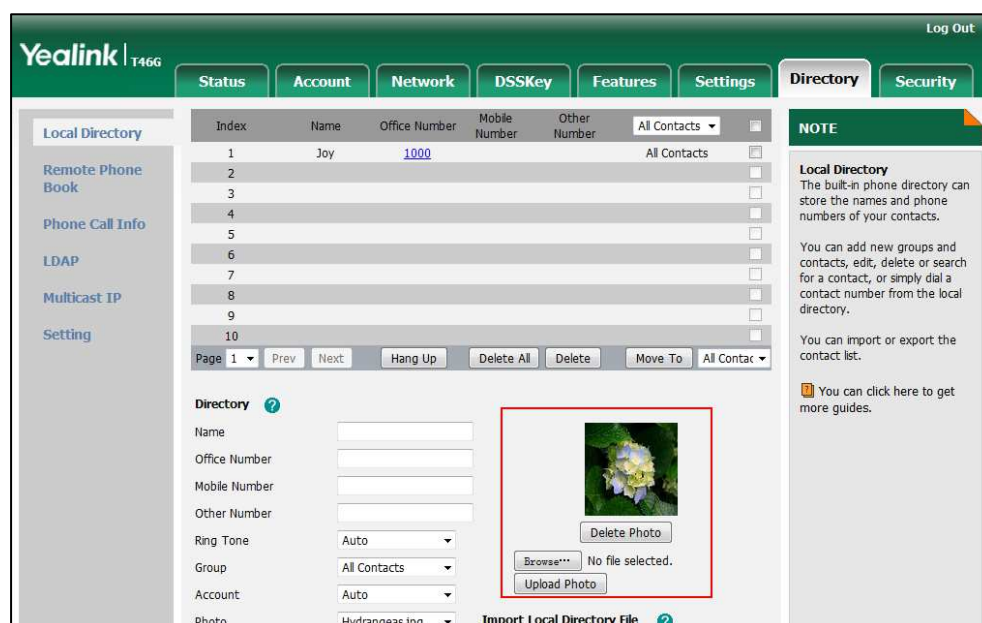 Log Out
Yealink T46G
Status Account Network DSSKey Features Settings Directory Security
Local Directory
Remote Phone
Book
Phone Call Info
LDAP
Multicast IP
Setting
Index Name Office Number Mobile Number Other Number All Contacts
1 Joy 1000 All Contacts
2
3
4
5
6
7
8
9
10
Page 1 Prev Next Hang Up Delete All Delete Move To All Contac
Directory
Name
Office Number
Mobile Number
Other Number
Ring Tone Auto
Group All Contacts
Account Auto
Photo Hydrangeas.jpg
Delete Photo
Browse··· No file selected.
Upload Photo
Import Local Directory File
NOTE
Local Directory
The built-in phone directory can
store the names and phone
numbers of your contacts.
You can add new groups and
contacts, edit, delete or search
for a contact, or simply dial a
contact number from the local
directory.
You can import or export the
contact list.
You can click here to get
more guides.